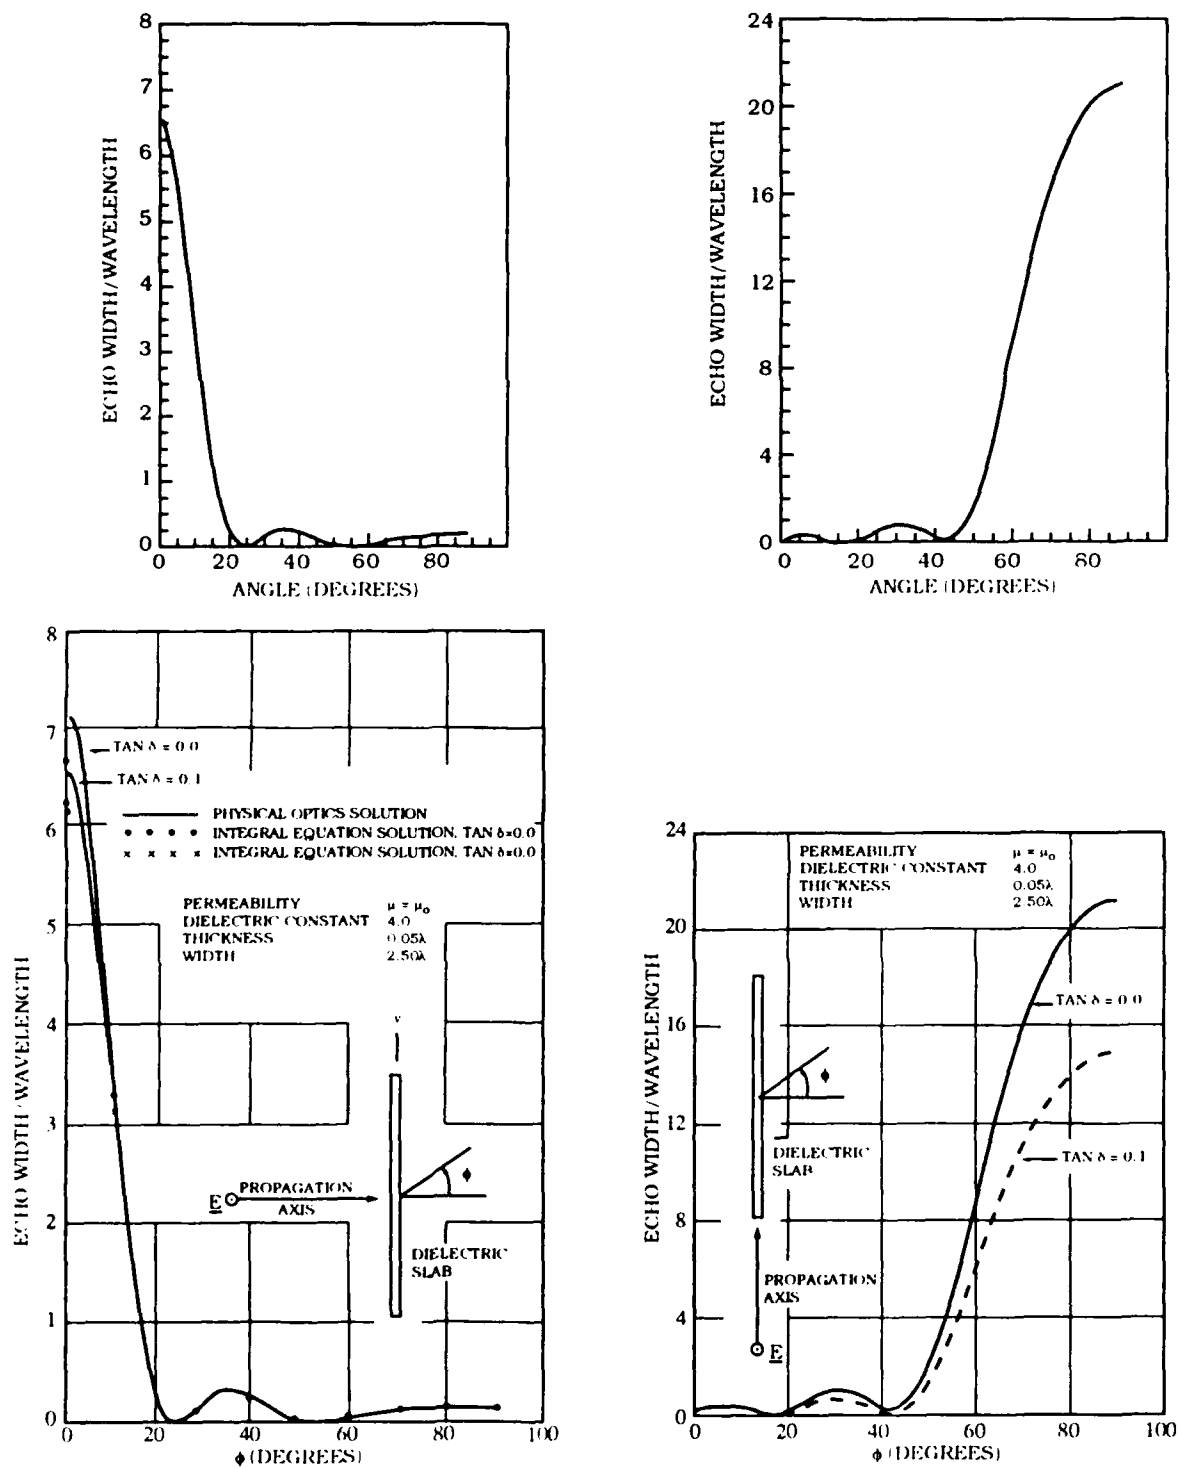 8
7
6
5
4
3
2
1
0
ECHO WIDTH/WAVELENGTH
0 20 40 60 80
ANGLE (DEGREES)
24
20
16
12
8
4
0
ECHO WIDTH/WAVELENGTH
0 20 40 60 80
ANGLE (DEGREES)
8
7
6
5
4
3
2
1
0
ECHO WIDTH/WAVELENGTH
TAN δ = 0.0
TAN δ = 0.1
PHYSICAL OPTICS SOLUTION
INTEGRAL EQUATION SOLUTION, TAN δ=0.0
x x x x INTEGRAL EQUATION SOLUTION, TAN δ=0.0
PERMEABILITY μ = μo
DIELECTRIC CONSTANT 4.0
THICKNESS 0.05λ
WIDTH 2.50λ
ϕ
E PROPAGATION
AXIS
DIELECTRIC
SLAB
0 20 40 60 80 100
ϕ (DEGREES)
24
20
16
12
8
4
0
ECHO WIDTH/WAVELENGTH
PERMEABILITY μ = μo
DIELECTRIC CONSTANT 4.0
THICKNESS 0.05λ
WIDTH 2.50λ
TAN δ = 0.0
ϕ
DIELECTRIC
SLAB
TAN δ = 0.1
PROPAGATION
AXIS
E
0 20 40 60 80 100
ϕ (DEGREES)